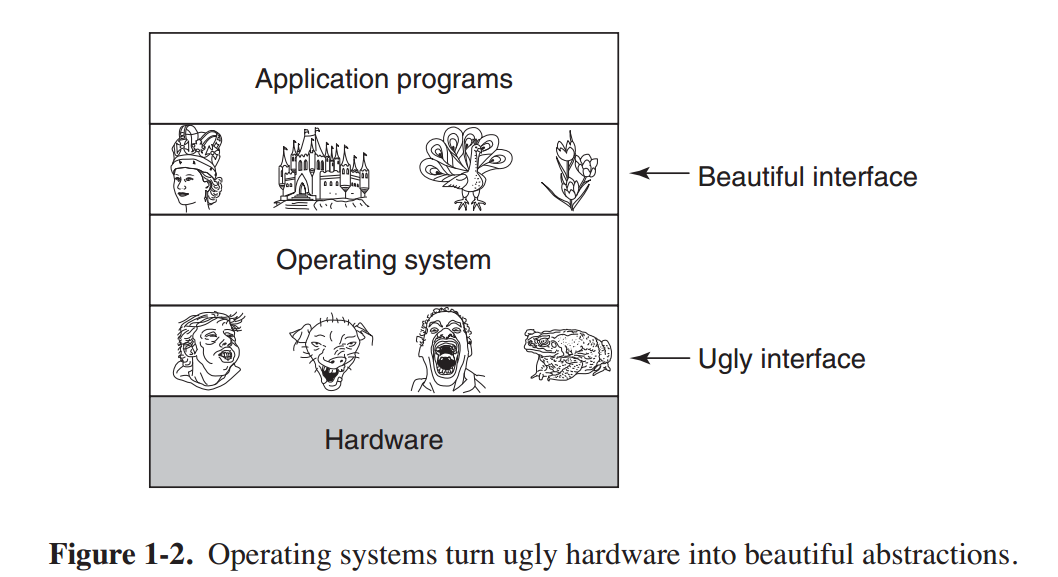 Application programs
Beautiful interface
Operating system
Ugly interface
Hardware
Figure 1-2. Operating systems turn ugly hardware into beautiful abstractions.